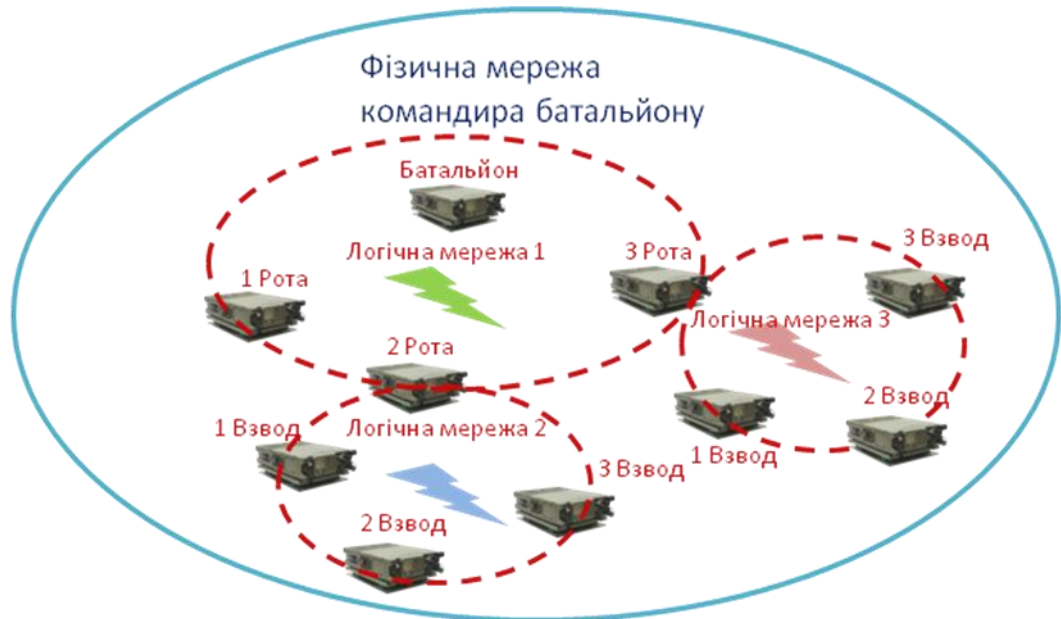 Фізична мережа
командира батальйону
Батальйон
Логічна мережа 1
3 Рота
3 Взвод
1 Рота
Логічна мережа 3
2 Рота
2 Взвод
1 Взвод
Логічна мережа 2
1 Взвод
3 Взвод
2 Взвод